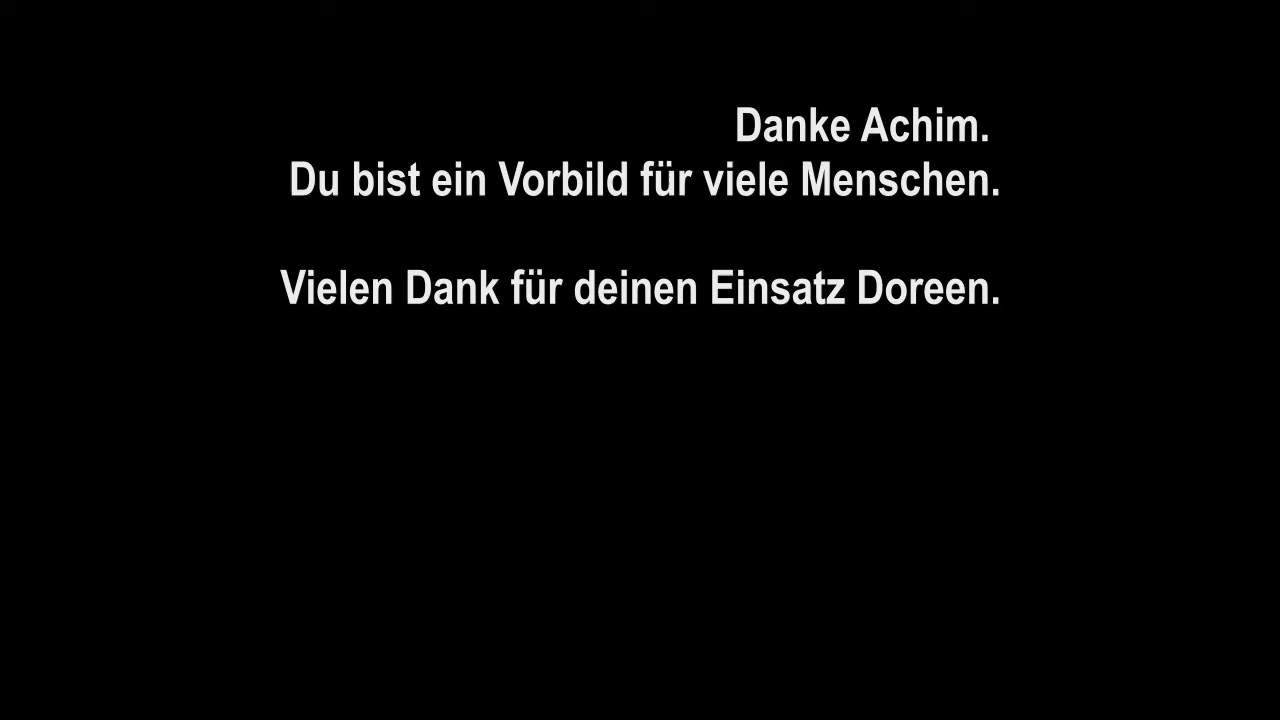 Danke Achim.
Du bist ein Vorbild für viele Menschen.
Vielen Dank für deinen Einsatz Doreen.